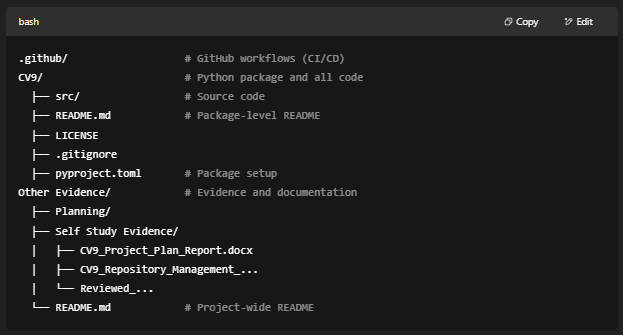 bash Copy Edit
.github/ # GitHub workflows (CI/CD)
CV9/ # Python package and all code
├── src/ # Source code
├── README.md # Package-level README
├── LICENSE
├── .gitignore
├── pyproject.toml # Package setup
Other Evidence/ # Evidence and documentation
├── Planning/
├── Self Study Evidence/
│ ├── CV9_Project_Plan_Report.docx
│ ├── CV9_Repository_Management_...
│ └── Reviewed_...
└── README.md # Project-wide README